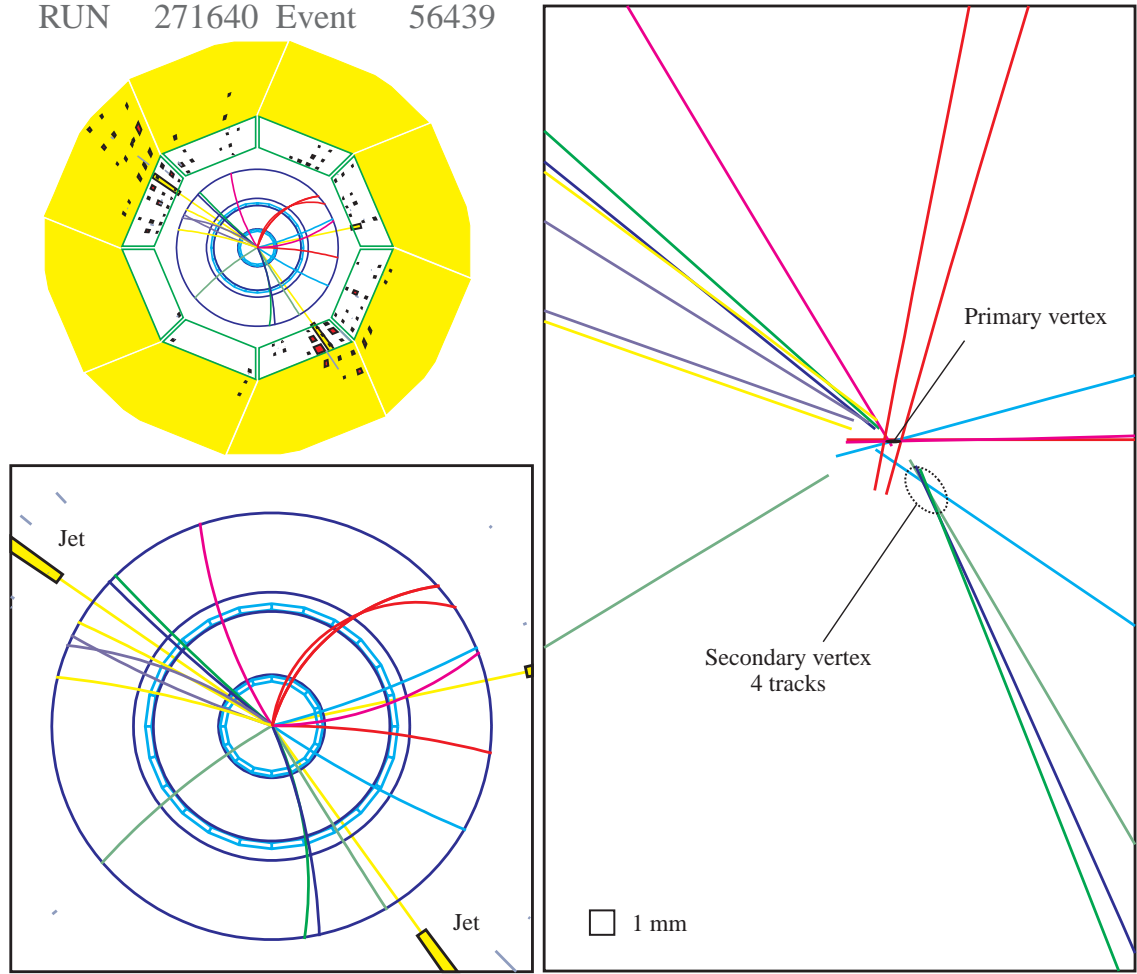 RUN 271640 Event 56439
Primary vertex
Secondary vertex
4 tracks
1 mm
Jet
Jet